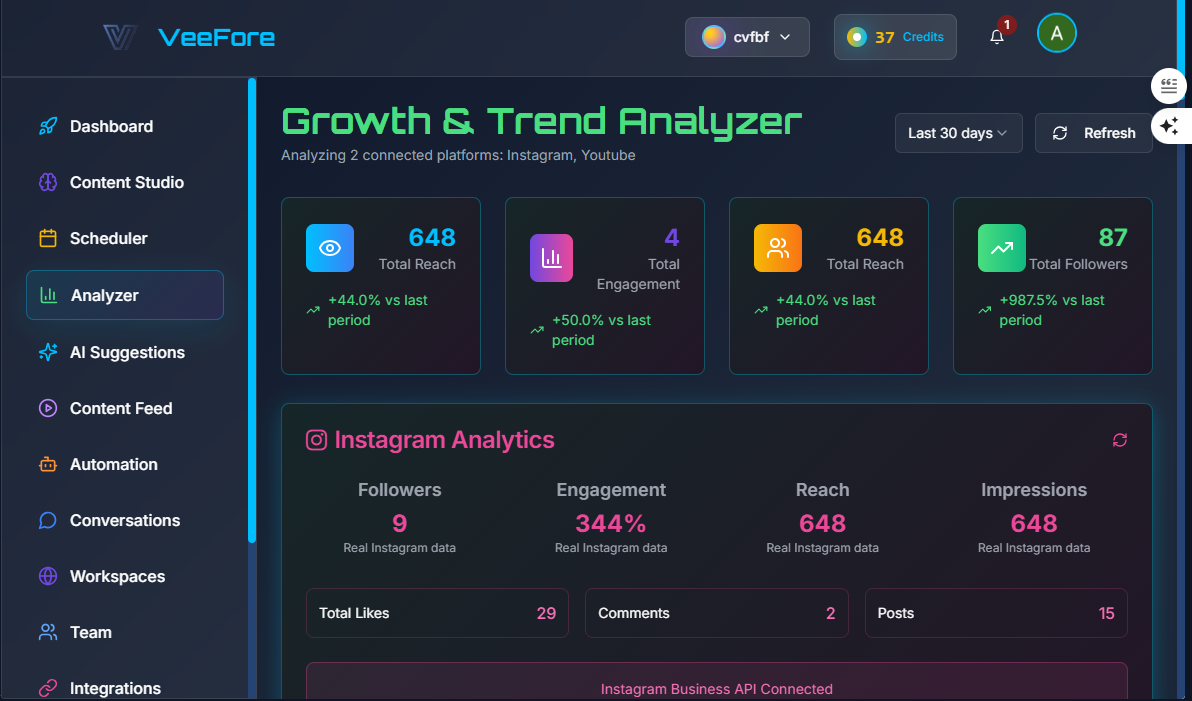 VeeFore
cvfbf
37 Credits
1
A
Dashboard
Content Studio
Scheduler
Analyzer
AI Suggestions
Content Feed
Automation
Conversations
Workspaces
Team
Integrations
Growth & Trend Analyzer
Analyzing 2 connected platforms: Instagram, Youtube
Last 30 days
Refresh
648
Total Reach
+44.0% vs last
period
4
Total
Engagement
+50.0% vs last
period
648
Total Reach
+44.0% vs last
period
87
Total Followers
+987.5% vs last
period
Instagram Analytics
Followers
9
Real Instagram data
Engagement
344%
Real Instagram data
Reach
648
Real Instagram data
Impressions
648
Real Instagram data
Total Likes 29
Comments 2
Posts 15
Instagram Business API Connected